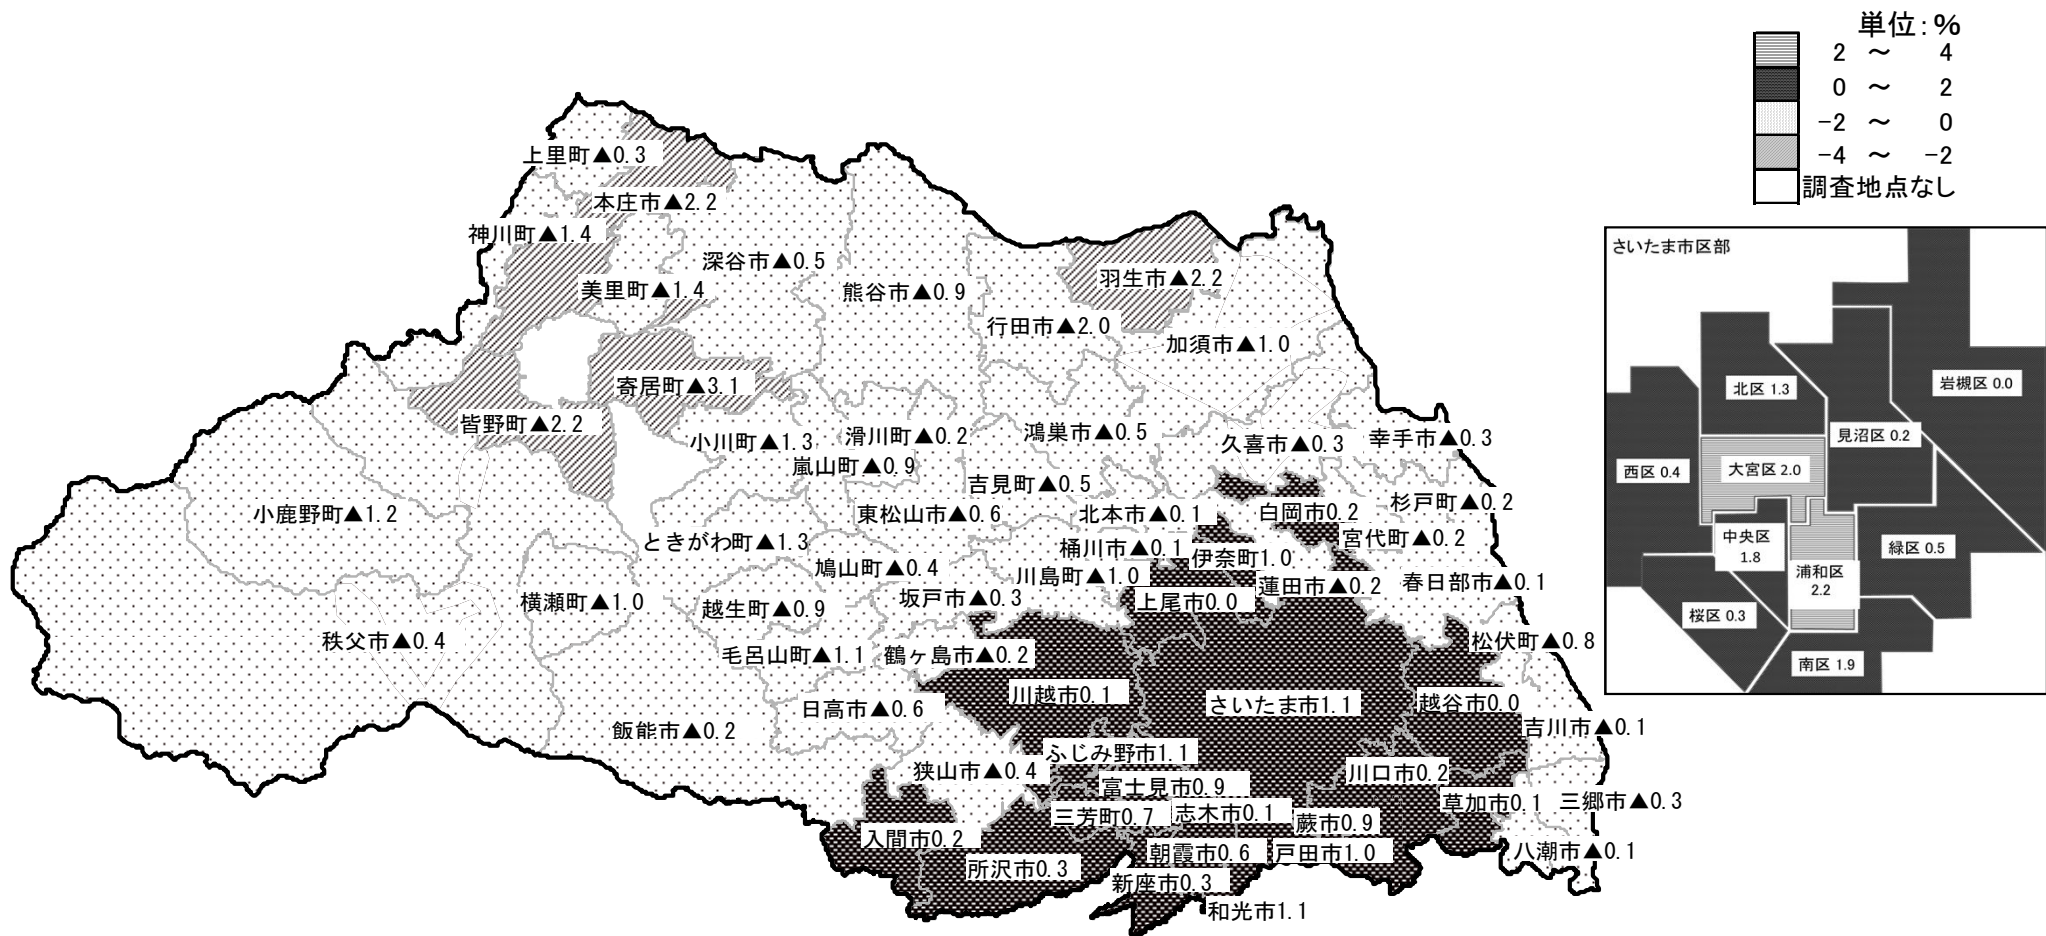 単位：%
2 ～ 4
0 ～ 2
-2 ～ 0
-4 ～ -2
調査地点なし
上里町▲0.3
本庄市▲2.2
神川町▲1.4
深谷市▲0.5
美里町▲1.4
熊谷市▲0.9
羽生市▲2.2
行田市▲2.0
加須市▲1.0
寄居町▲3.1
皆野町▲2.2
小川町▲1.3
滑川町▲0.2
鴻巣市▲0.5
久喜市▲0.3
幸手市▲0.3
嵐山町▲0.9
吉見町▲0.5
杉戸町▲0.2
小鹿野町▲1.2
東松山市▲0.6
北本市▲0.1
白岡市0.2
ときがわ町▲1.3
桶川市▲0.1
伊奈町1.0
宮代町▲0.2
鳩山町▲0.4
川島町▲1.0
蓮田市▲0.2
春日部市▲0.1
横瀬町▲1.0
越生町▲0.9
坂戸市▲0.3
上尾市0.0
秩父市▲0.4
毛呂山町▲1.1
鶴ヶ島市▲0.2
松伏町▲0.8
川越市0.1
さいたま市1.1
越谷市0.0
日高市▲0.6
飯能市▲0.2
吉川市▲0.1
ふじみ野市1.1
狭山市▲0.4
富士見市0.9
川口市0.2
三芳町0.7
志木市0.1
蕨市0.9
草加市0.1
三郷市▲0.3
入間市0.2
所沢市0.3
朝霞市0.6
戸田市1.0
八潮市▲0.1
新座市0.3
和光市1.1
さいたま市区部
岩槻区 0.0
北区 1.3
見沼区 0.2
西区 0.4
大宮区 2.0
中央区
1.8
緑区 0.5
浦和区
2.2
桜区 0.3
南区 1.9